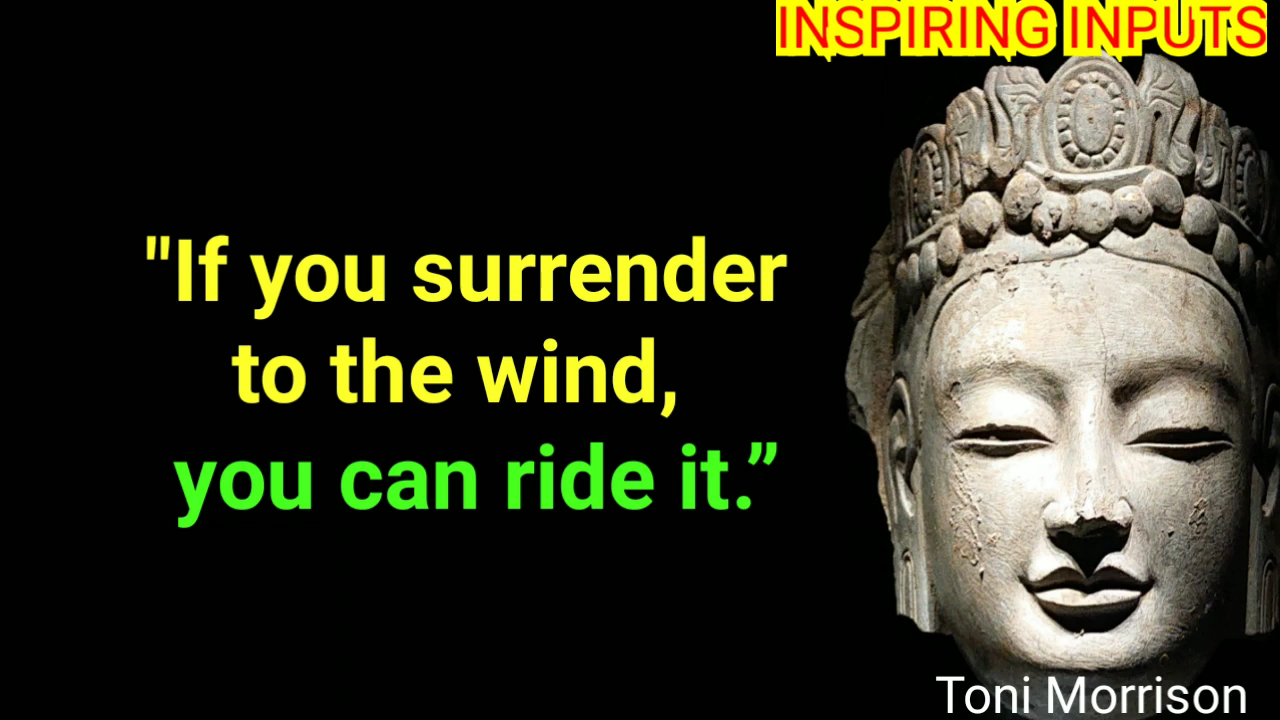 INSPIRING INPUTS
"If you surrender
to the wind,
you can ride it.”
Toni Morrison